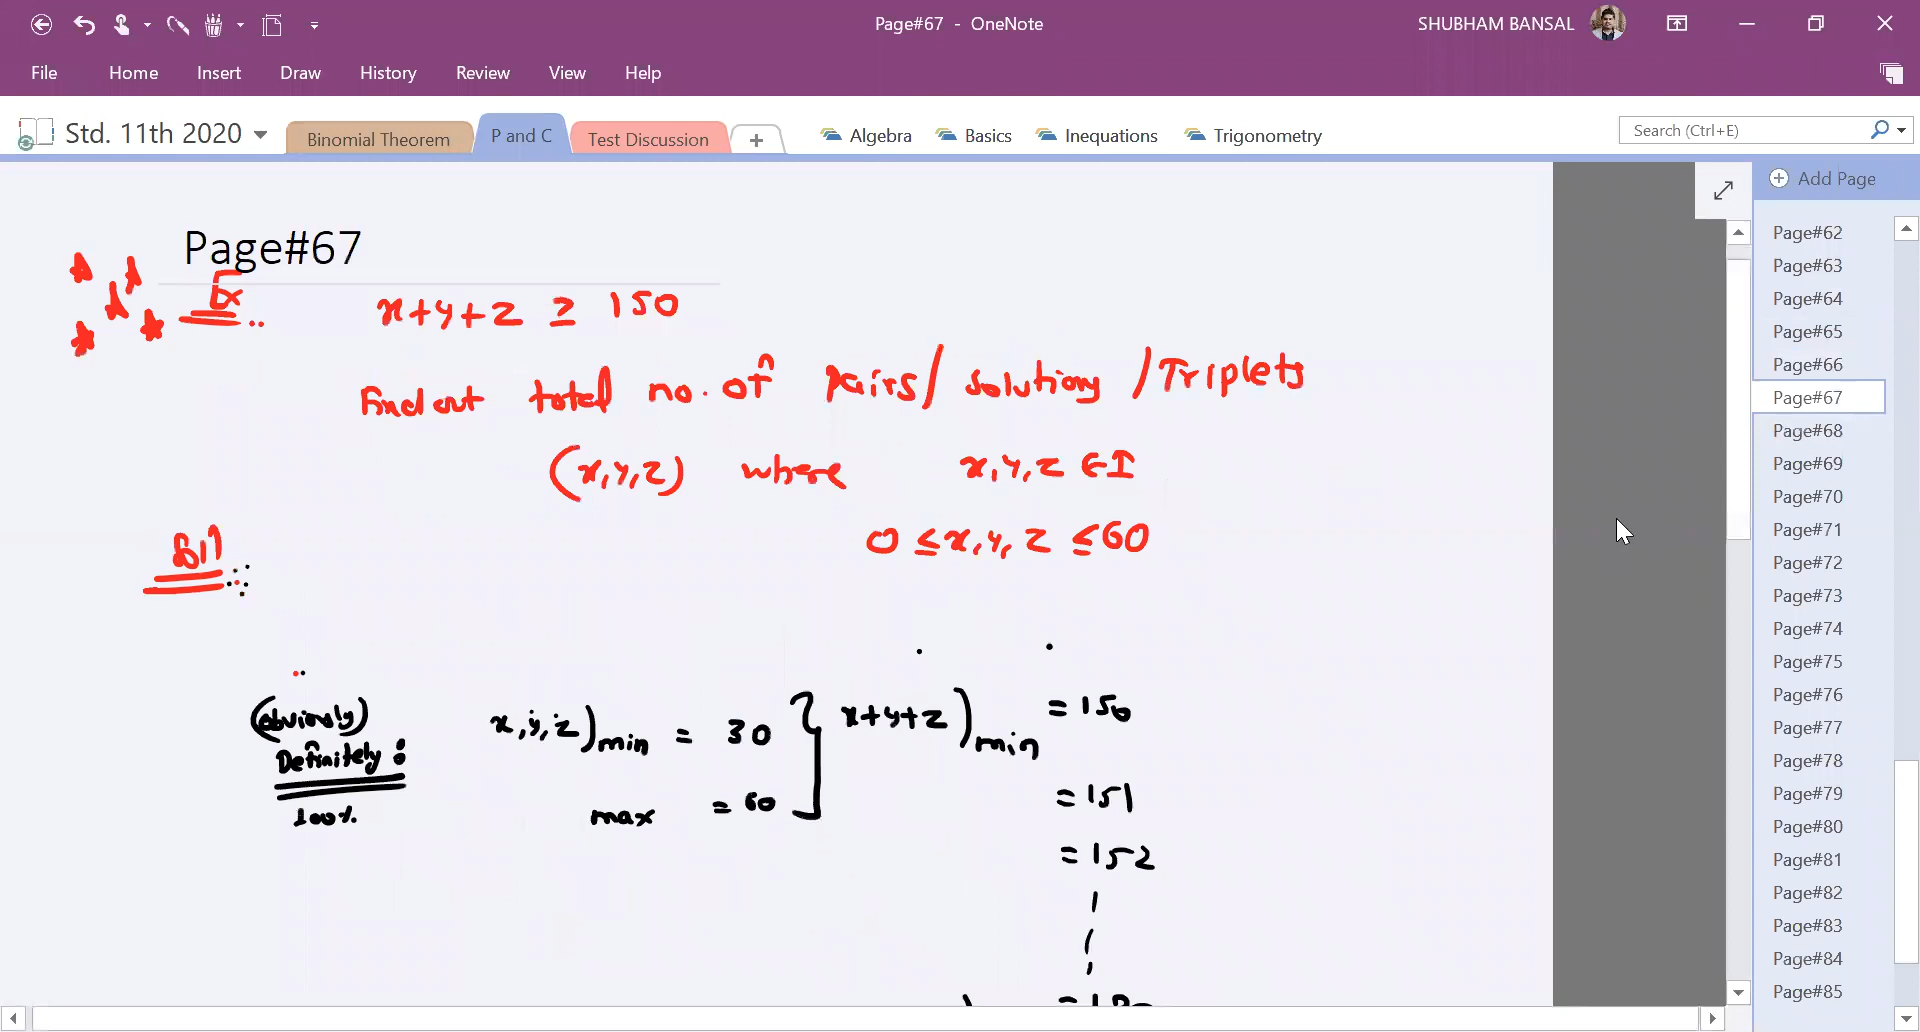 Page#67 - OneNote
SHUBHAM BANSAL
File Home Insert Draw History Review View Help
Std. 11th 2020
Binomial Theorem P and C Test Discussion
Algebra Basics Inequations Trigonometry
Search (Ctrl+E)
Add Page
Page#67
Ex
x+y+z ≥ 150
Find out total no. of pairs/ solutions /Triplets
(x,y,z) where x,y,z ∈ I
0 ≤ x,y,z ≤ 60
Sol^n
(obviously)
Definitely :
100%
x,y,z)min = 30
max = 60
x+y+z)min = 150
= 151
= 152
Page#62
Page#63
Page#64
Page#65
Page#66
Page#67
Page#68
Page#69
Page#70
Page#71
Page#72
Page#73
Page#74
Page#75
Page#76
Page#77
Page#78
Page#79
Page#80
Page#81
Page#82
Page#83
Page#84
Page#85